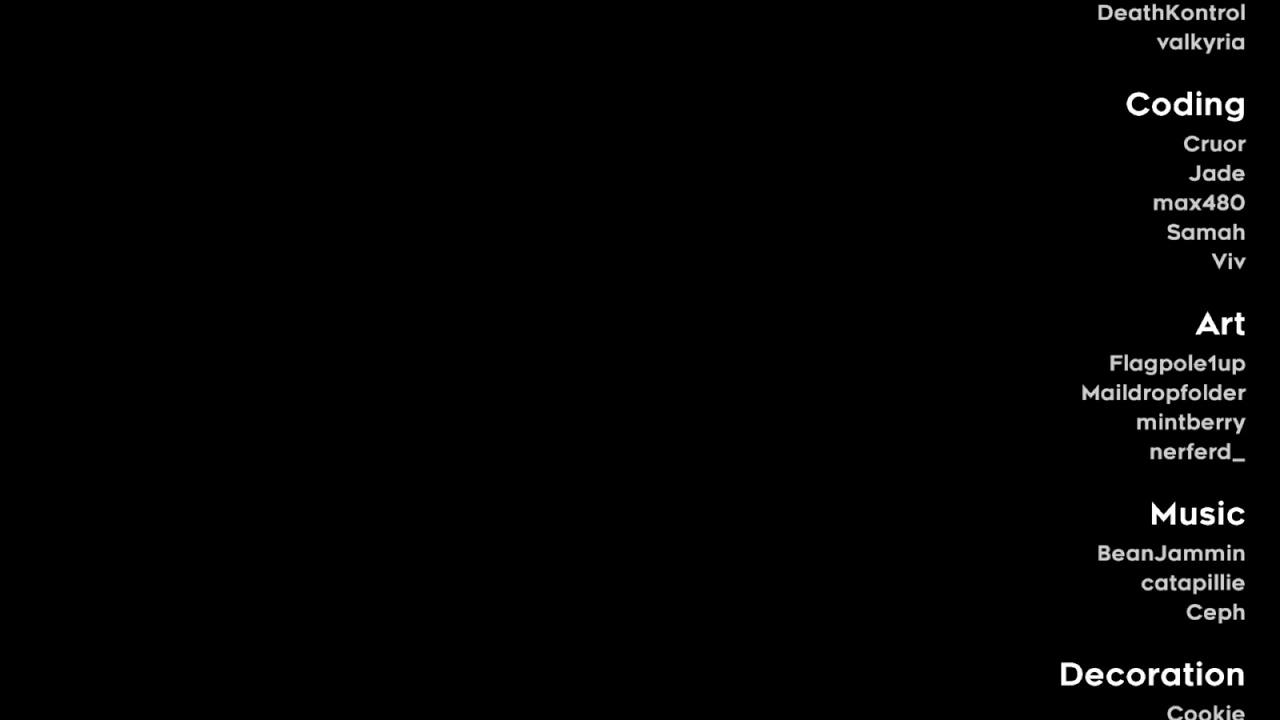 DeathKontrol
valkyria
Coding
Cruor
Jade
max480
Samah
Viv
Art
Flagpole1up
Maildropfolder
mintberry
nerferd_
Music
BeanJammin
catapillie
Ceph
Decoration
Cookie